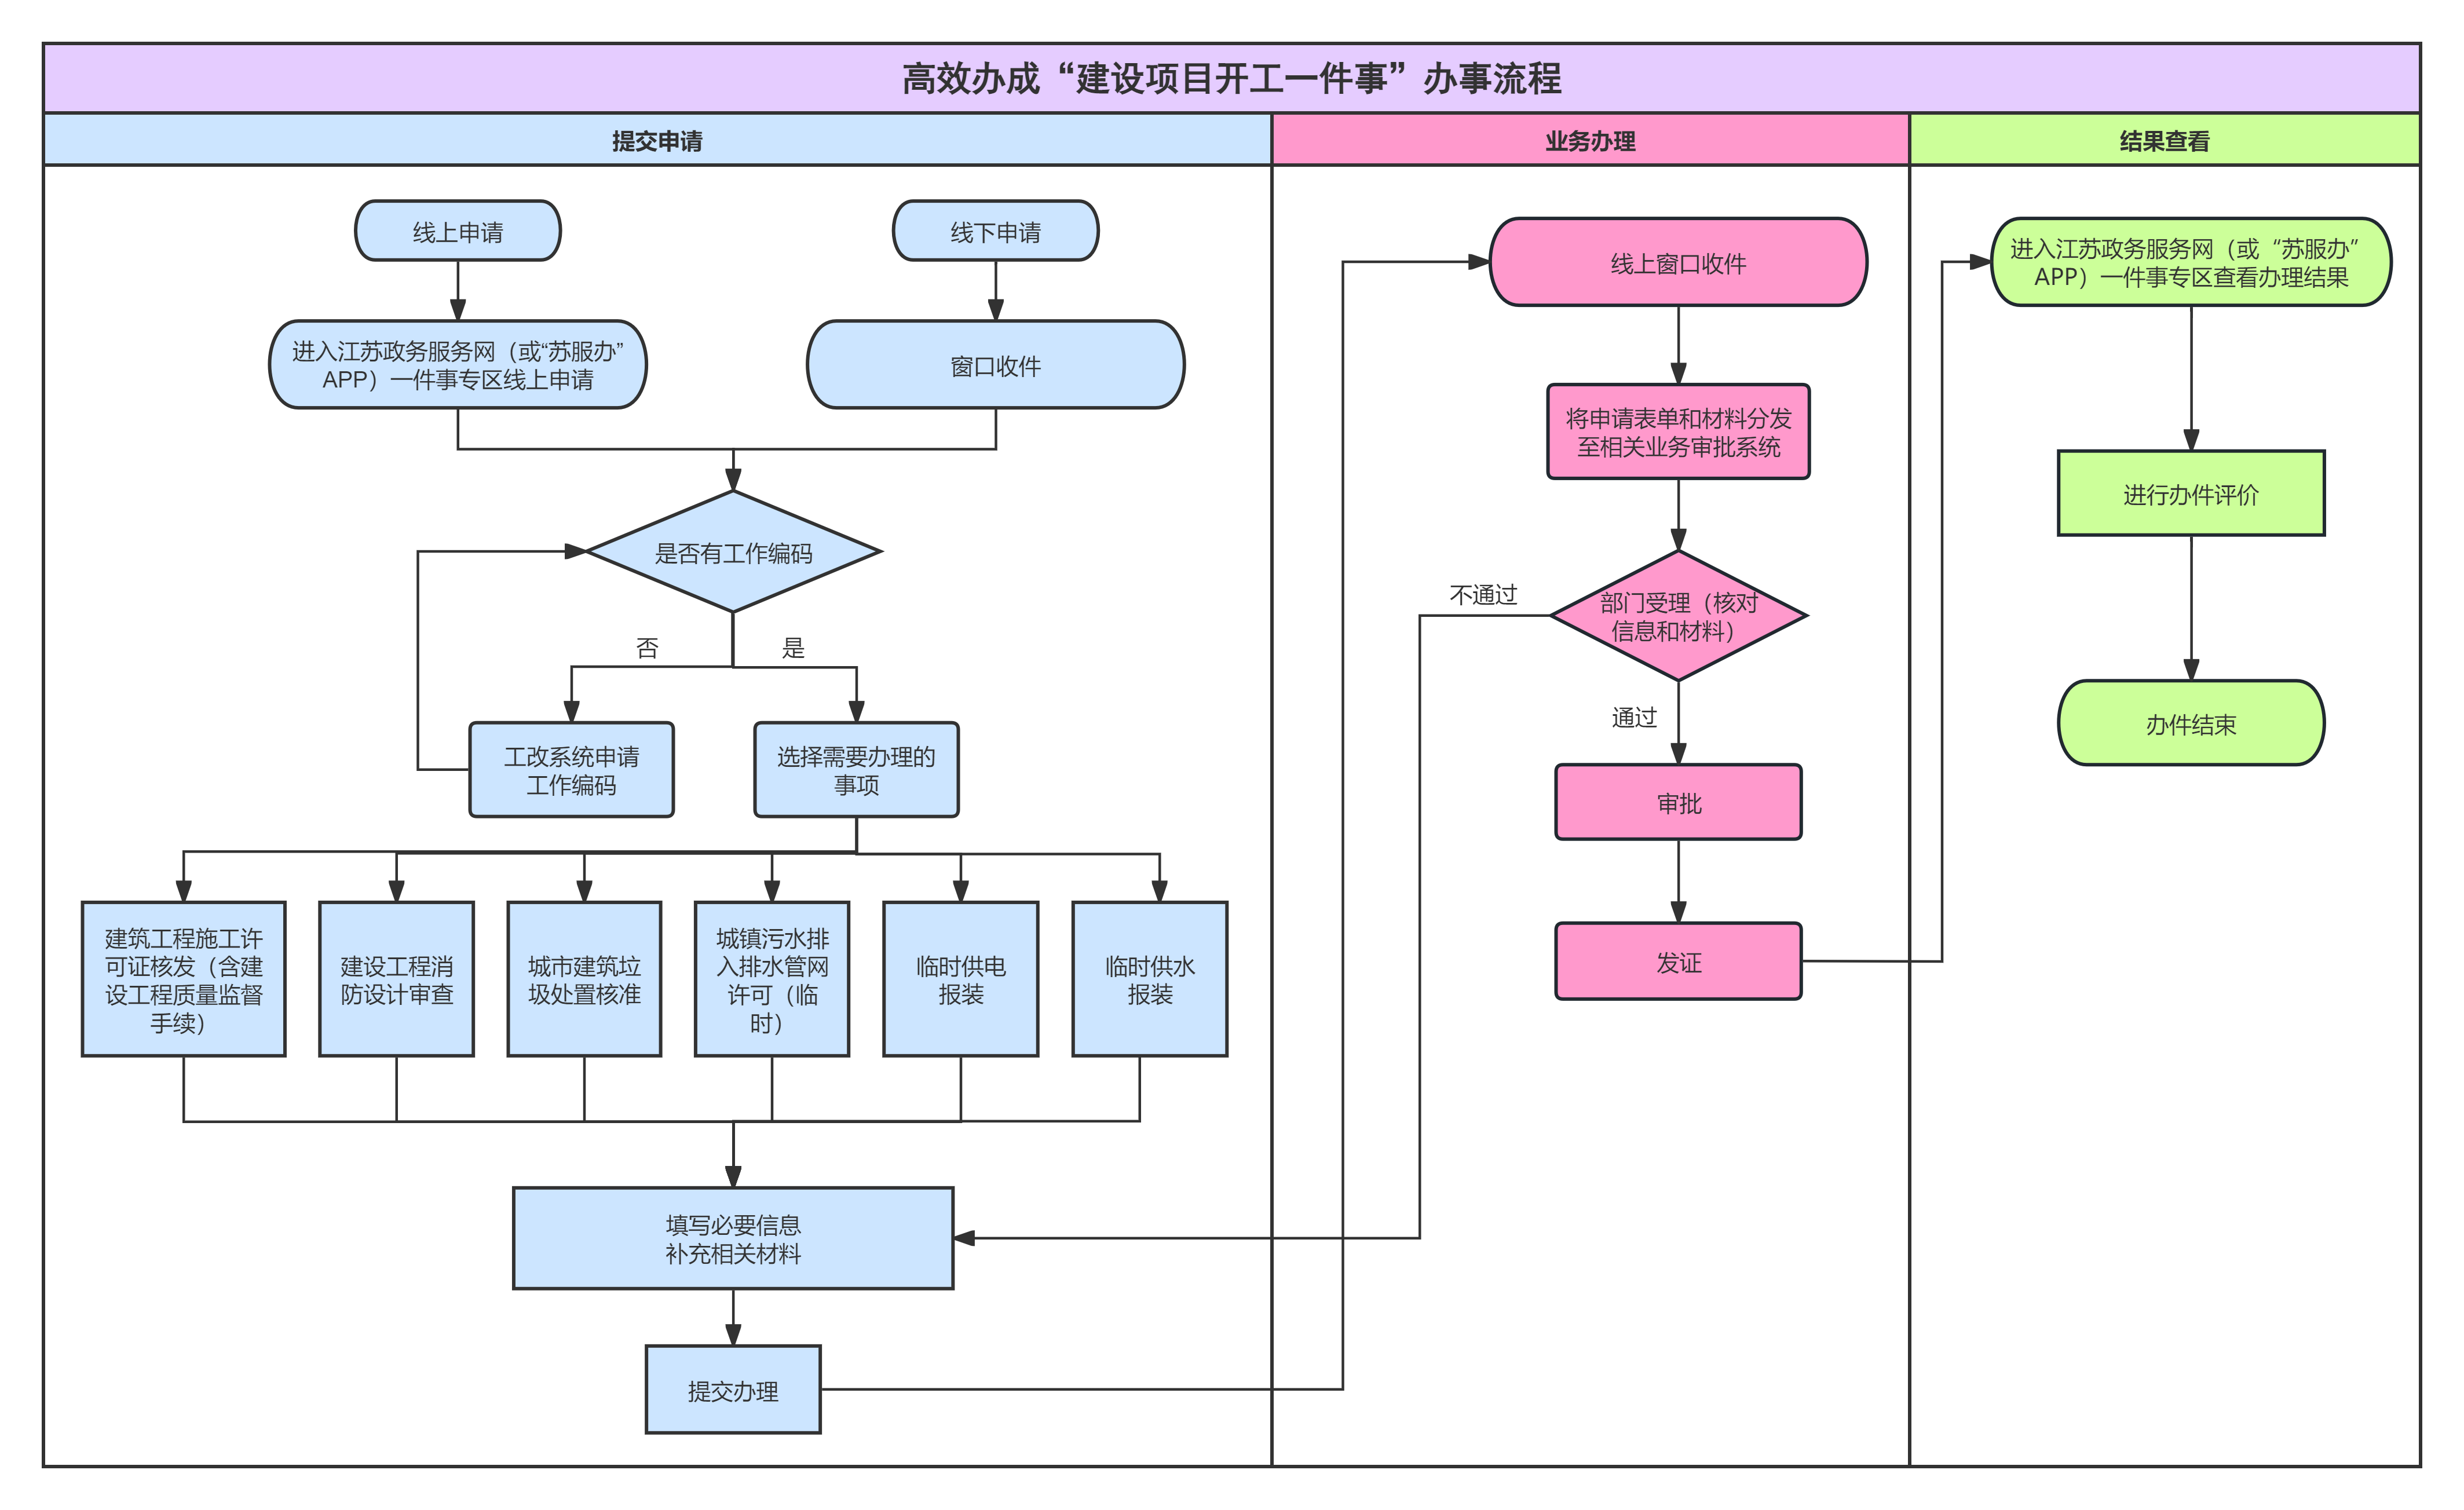 高效办成“建设项目开工一件事”办事流程
提交申请
业务办理
结果查看
线上申请
线下申请
进入江苏政务服务网（或“苏服办”
APP）一件事专区线上申请
窗口收件
是否有工作编码
否
是
工改系统申请
工作编码
选择需要办理的
事项
建筑工程施工许
可证核发（含建
设工程质量监督
手续）
建设工程消
防设计审查
城市建筑垃
圾处置核准
城镇污水排
入排水管网
许可（临
时）
临时供电
报装
临时供水
报装
填写必要信息
补充相关材料
提交办理
线上窗口收件
将申请表单和材料分发
至相关业务审批系统
部门受理（核对
信息和材料）
不通过
通过
审批
发证
进入江苏政务服务网（或“苏服办”
APP）一件事专区查看办理结果
进行办件评价
办件结束